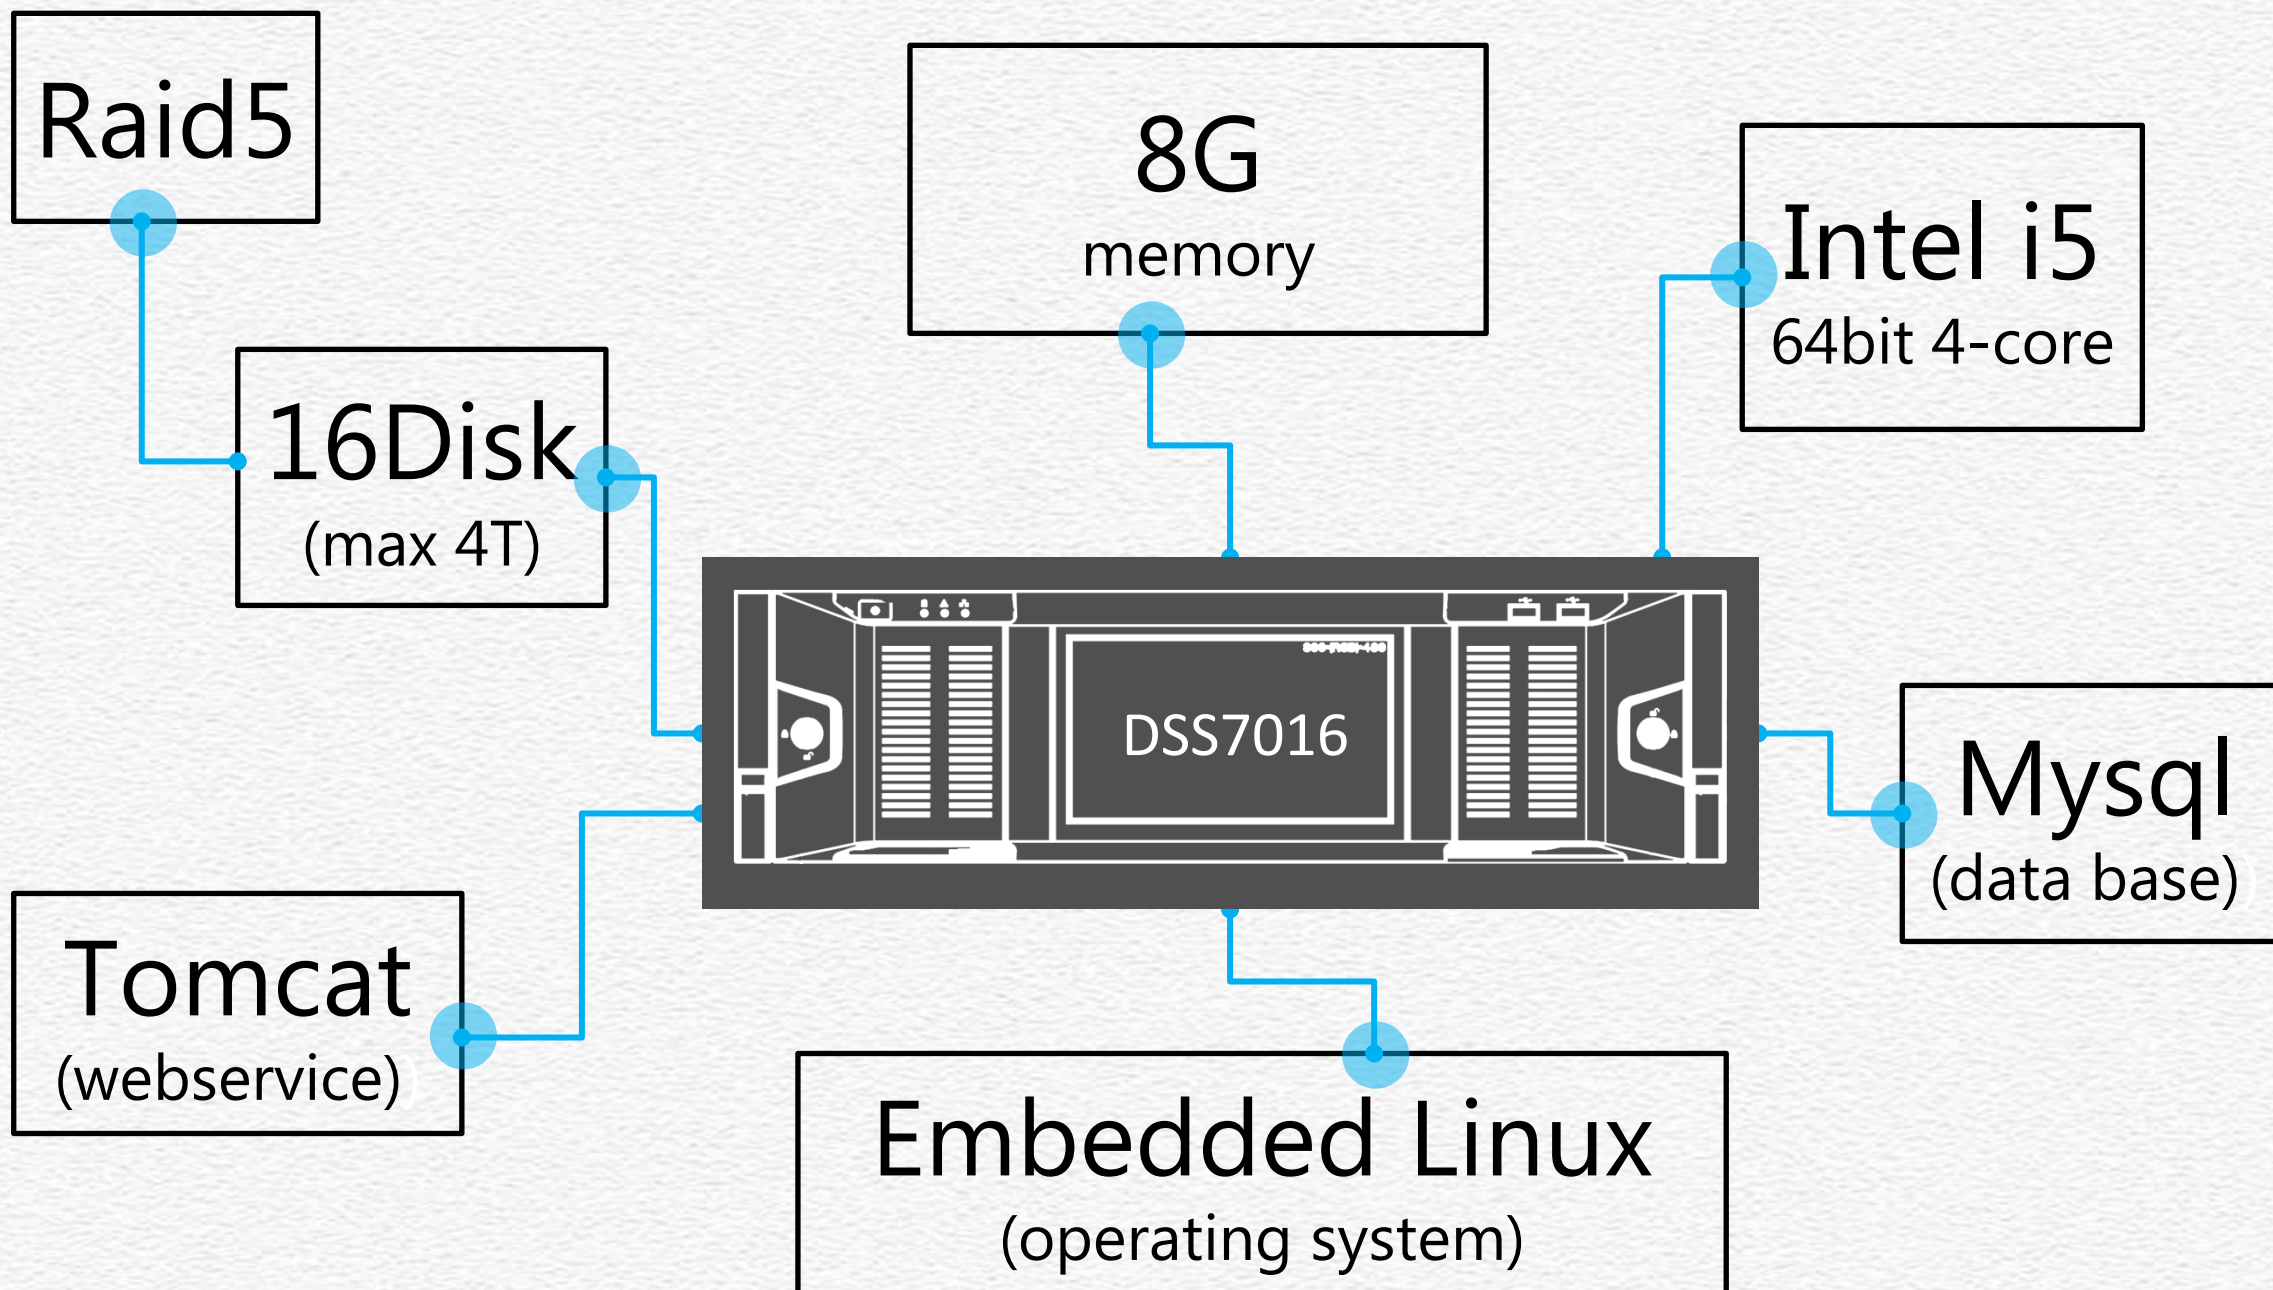 Raid5
8G
memory
Intel i5
64bit 4-core
16Disk
(max 4T)
DSS7016
Mysql
(data base)
Tomcat
(webservice)
Embedded Linux
(operating system)